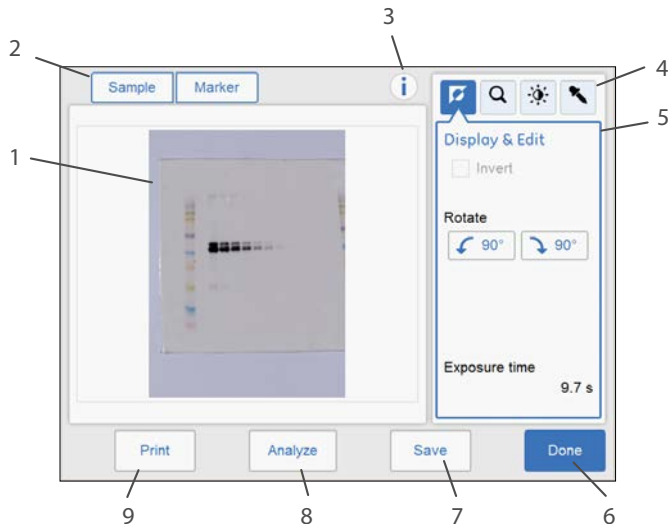 3
2
4
Sample Marker i
5
Display & Edit
1
Invert
Rotate
90° 90°
Exposure time
9.7 s
Print Analyze Save Done
9 8 7 6